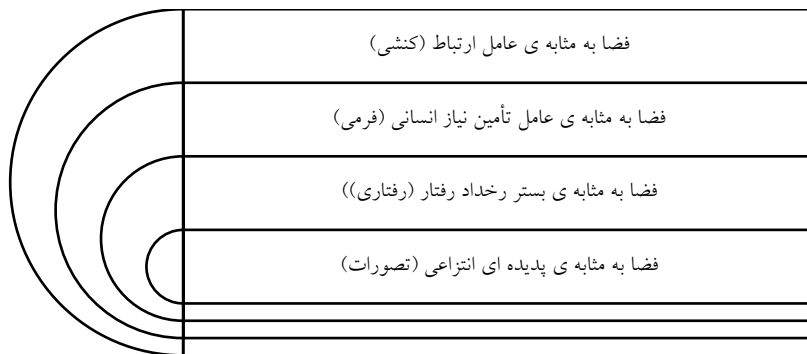 فضا به مثابه ی عامل ارتباط (کنشی)
فضا به مثابه ی عامل تأمین نیاز انسانی (فرمی)
فضا به مثابه ی بستر رخداد رفتار (رفتاری))
فضا به مثابه ی پدیده ای انتزاعی (تصورات)